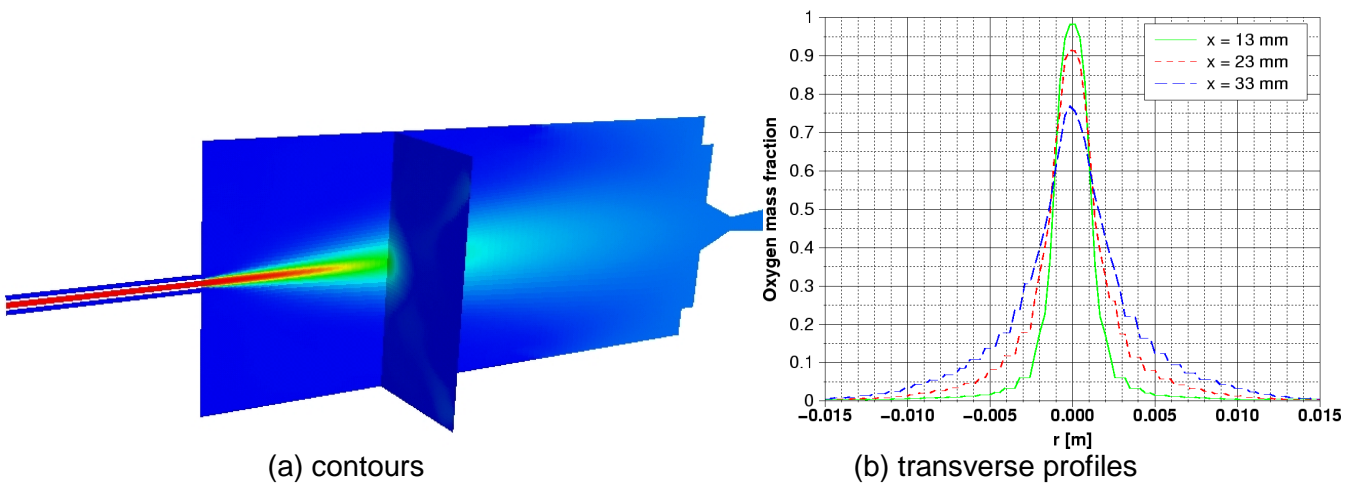 1
0.9
0.8
0.7
0.6
0.5
0.4
0.3
0.2
0.1
0
Oxygen mass fraction
x = 13 mm
x = 23 mm
x = 33 mm
−0.015 −0.010 −0.005 0.000 0.005 0.010 0.015
r [m]
(a) contours
(b) transverse profiles